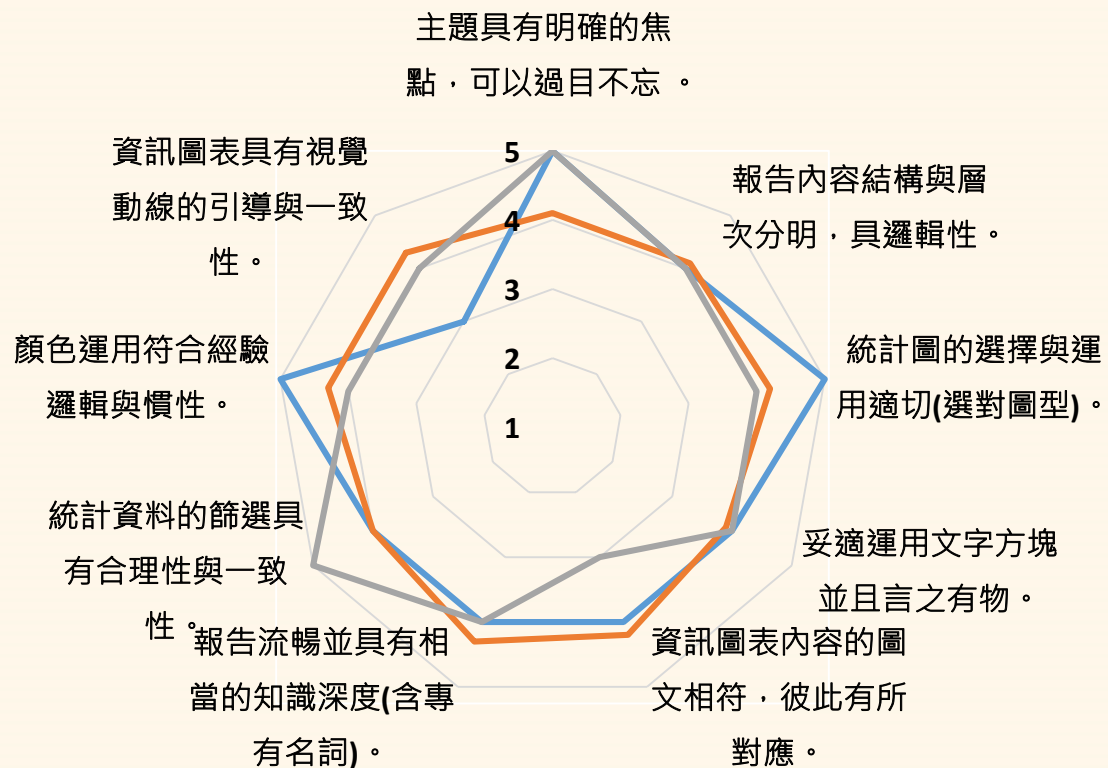 主題具有明確的焦
點，可以過目不忘 。
報告內容結構與層
次分明，具邏輯性。
統計圖的選擇與運
用適切(選對圖型)。
妥適運用文字方塊
並且言之有物。
資訊圖表內容的圖
文相符，彼此有所
對應。
報告流暢並具有相
當的知識深度(含專
有名詞)。
統計資料的篩選具
有合理性與一致
性。
顏色運用符合經驗
邏輯與慣性。
資訊圖表具有視覺
動線的引導與一致
性。
5
4
3
2
1